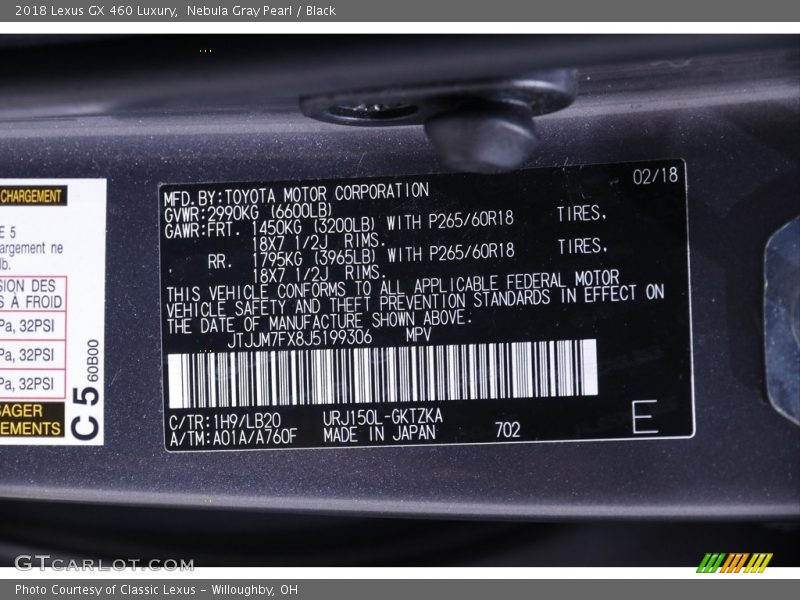 2018 Lexus GX 460 Luxury, Nebula Gray Pearl / Black
CHARGEMENT
E 5
argement ne
lb.
SION DES
S À FROID
Pa, 32PSI
Pa, 32PSI
Pa, 32PSI
SAGER
EMENTS
C5 60B00
02/18
MFD.BY:TOYOTA MOTOR CORPORATION
GVWR:2990KG (6600LB)
GAWR:FRT. 1450KG (3200LB) WITH P265/60R18 TIRES,
18X7 1/2J RIMS.
RR. 1795KG (3965LB) WITH P265/60R18 TIRES,
18X7 1/2J RIMS.
THIS VEHICLE CONFORMS TO ALL APPLICABLE FEDERAL MOTOR
VEHICLE SAFETY AND THEFT PREVENTION STANDARDS IN EFFECT ON
THE DATE OF MANUFACTURE SHOWN ABOVE.
JTJJM7FX8J5199306 MPV
C/TR:1H9/LB20 URJ150L-GKTZKA
A/TM:A01A/A760F MADE IN JAPAN 702
E
GTCARLOT.COM
Photo Courtesy of Classic Lexus - Willoughby, OH